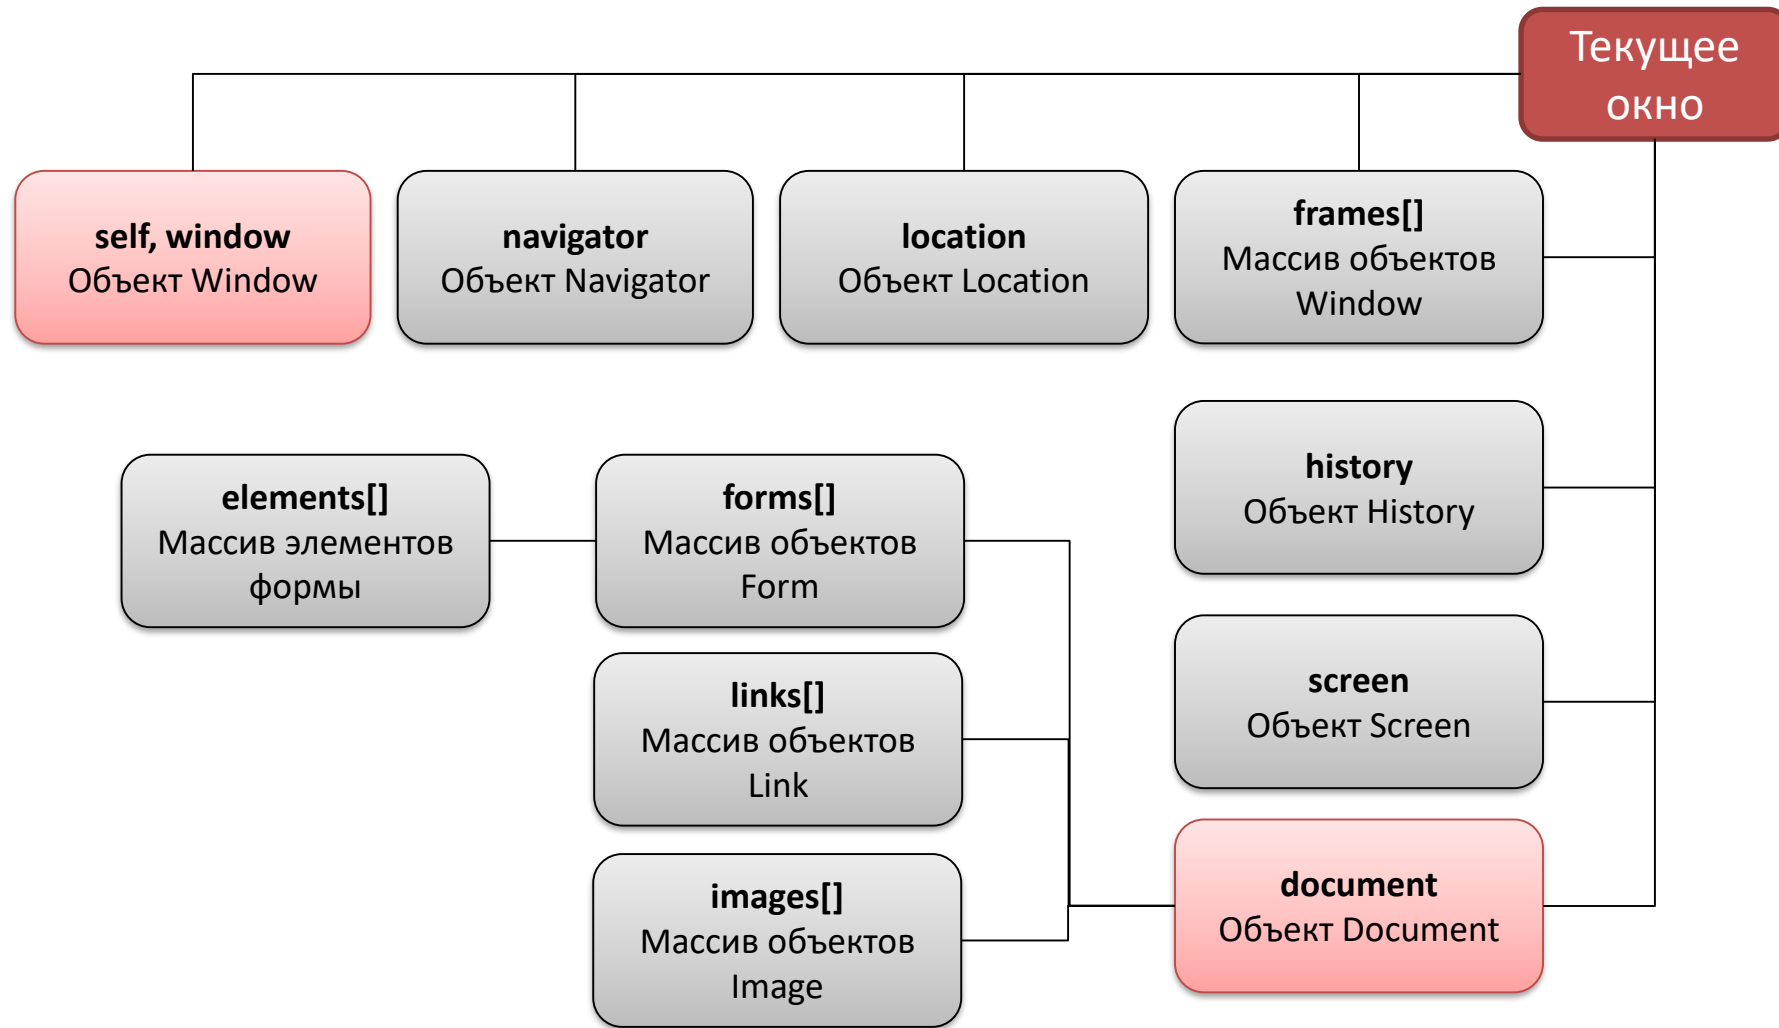 Текущее
окно
self, window
Объект Window
navigator
Объект Navigator
location
Объект Location
frames[]
Массив объектов
Window
history
Объект History
elements[]
Массив элементов
формы
forms[]
Массив объектов
Form
links[]
Массив объектов
Link
screen
Объект Screen
images[]
Массив объектов
Image
document
Объект Document